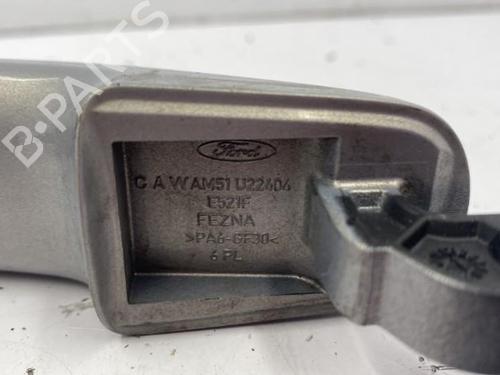 B-PARTS
Ford
C A W AM51 U22404
E521F
FEZNA
>PA6-GF30<
6 PL